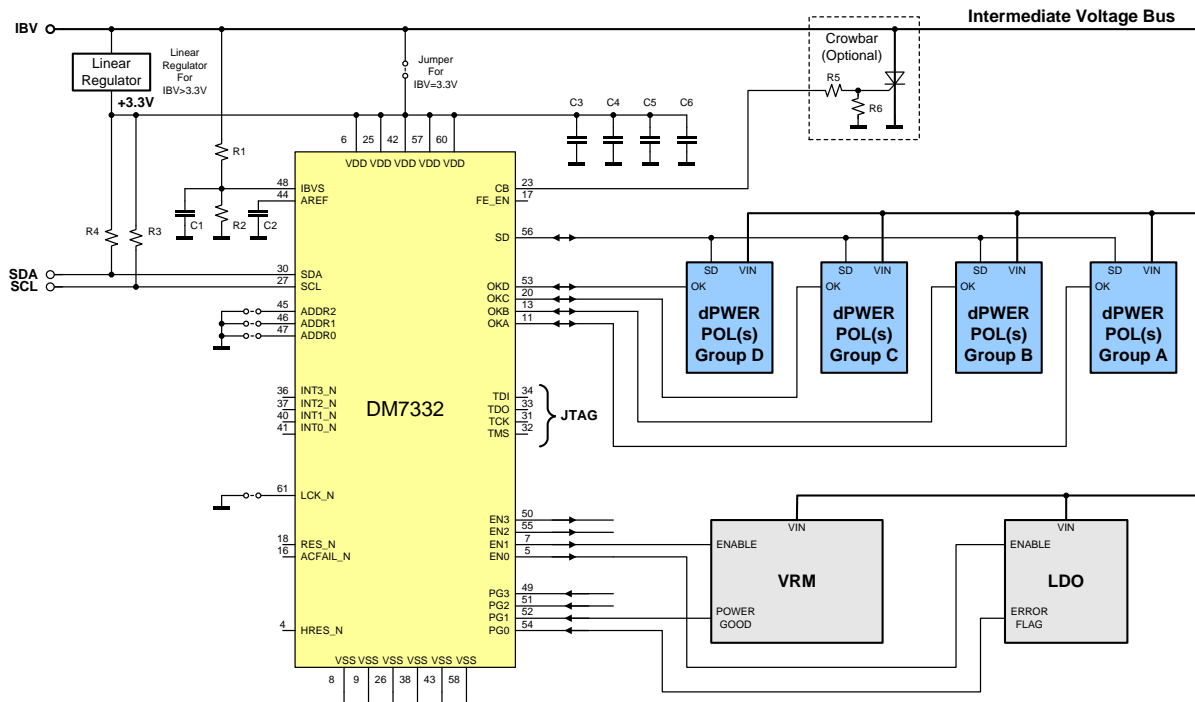 IBV
Intermediate Voltage Bus
Linear
Regulator
Linear
Regulator
For
IBV>3.3V
+3.3V
Jumper
For
IBV=3.3V
Crowbar
(Optional)
R5
R6
C3
C4
C5
C6
6
25
42
57
60
VDD VDD VDD VDD VDD
R1
R2
R3
R4
C1
C2
48
IBVS
44
AREF
SDA
30
SDA
SCL
27
SCL
45
ADDR2
46
ADDR1
47
ADDR0
36
INT3_N
37
INT2_N
40
INT1_N
41
INT0_N
61
LCK_N
18
RES_N
16
ACFAIL_N
4
HRES_N
DM7332
CB
23
FE_EN
17
SD
56
OKD
53
OKC
20
OKB
13
OKA
11
TDI
34
TDO
33
TCK
31
TMS
32
JTAG
EN3
50
EN2
55
EN1
7
EN0
5
PG3
49
PG2
51
PG1
52
PG0
54
VSS VSS VSS VSS VSS VSS
8
9
26
38
43
58
SD
VIN
OK
dPWER
POL(s)
Group D
SD
VIN
OK
dPWER
POL(s)
Group C
SD
VIN
OK
dPWER
POL(s)
Group B
SD
VIN
OK
dPWER
POL(s)
Group A
VIN
ENABLE
VRM
POWER
GOOD
VIN
ENABLE
LDO
ERROR
FLAG